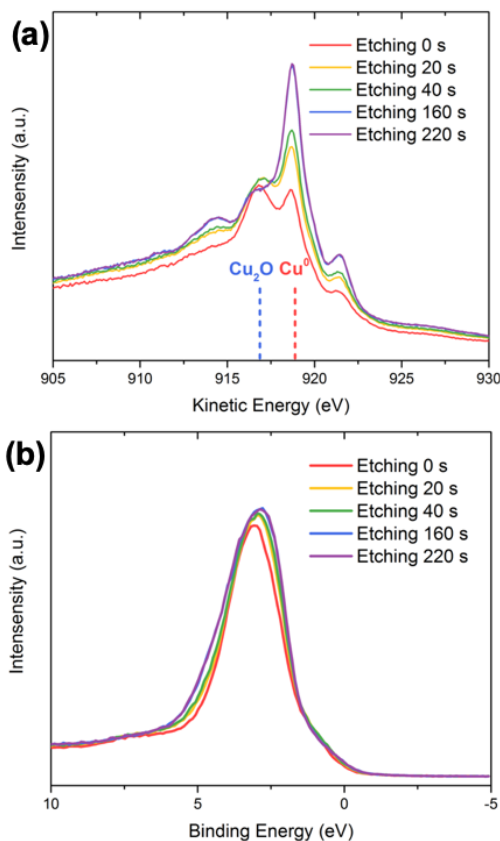 (a)
Intensensity (a.u.)
Etching 0 s
Etching 20 s
Etching 40 s
Etching 160 s
Etching 220 s
Cu₂O Cu⁰
905 910 915 920 925 930
Kinetic Energy (eV)
(b)
Intensensity (a.u.)
Etching 0 s
Etching 20 s
Etching 40 s
Etching 160 s
Etching 220 s
10 5 0 -5
Binding Energy (eV)